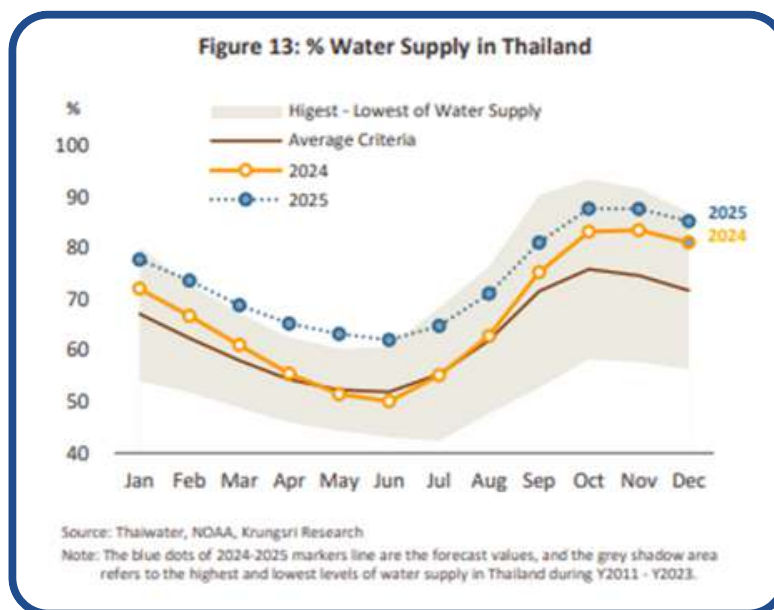 Figure 13: % Water Supply in Thailand
%
Higest - Lowest of Water Supply
Average Criteria
2024
2025
100
90
80
70
60
50
40
2025
2024
Jan Feb Mar Apr May Jun Jul Aug Sep Oct Nov Dec
Source: Thaiwater, NOAA, Krungsri Research
Note: The blue dots of 2024-2025 markers line are the forecast values, and the grey shadow area
refers to the highest and lowest levels of water supply in Thailand during Y2011 - Y2023.